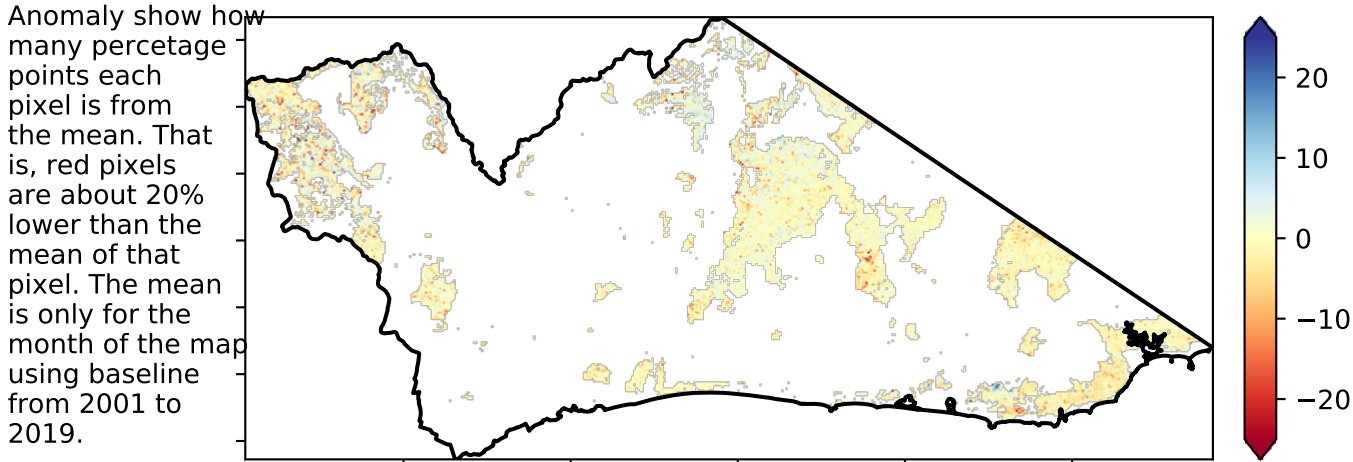 Anomaly show how
many percetage
points each
pixel is from
the mean. That
is, red pixels
are about 20%
lower than the
mean of that
pixel. The mean
is only for the
month of the map
using baseline
from 2001 to
2019.
20
10
0
−10
−20